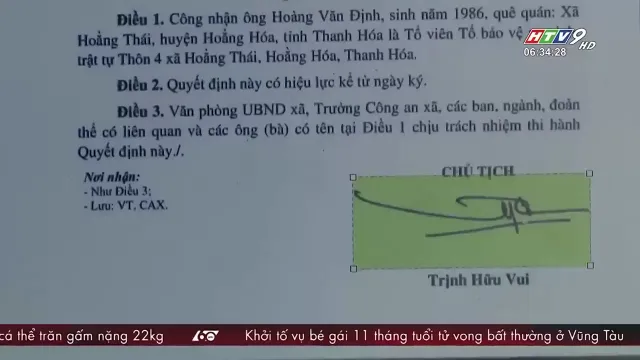 Điều 1. Công nhận ông Hoàng Văn Định, sinh năm 1986, quê quán: Xã
Hoằng Thái, huyện Hoằng Hóa, tỉnh Thanh Hóa là Tổ viên Tổ bảo vệ
trật tự Thôn 4 xã Hoằng Thái, Hoằng Hóa, Thanh Hóa.
HTV9 HD
06:34:28
Điều 2. Quyết định này có hiệu lực kể từ ngày ký.
Điều 3. Văn phòng UBND xã, Trưởng Công an xã, các ban, ngành, đoàn
thể có liên quan và các ông (bà) có tên tại Điều 1 chịu trách nhiệm thi hành
Quyết định này./.
Nơi nhận:
- Như Điều 3;
- Lưu: VT, CAX.
CHỦ TỊCH
Trịnh Hữu Vui
cá thể trăn gấm nặng 22kg 60 Khởi tố vụ bé gái 11 tháng tuổi tử vong bất thường ở Vũng Tàu